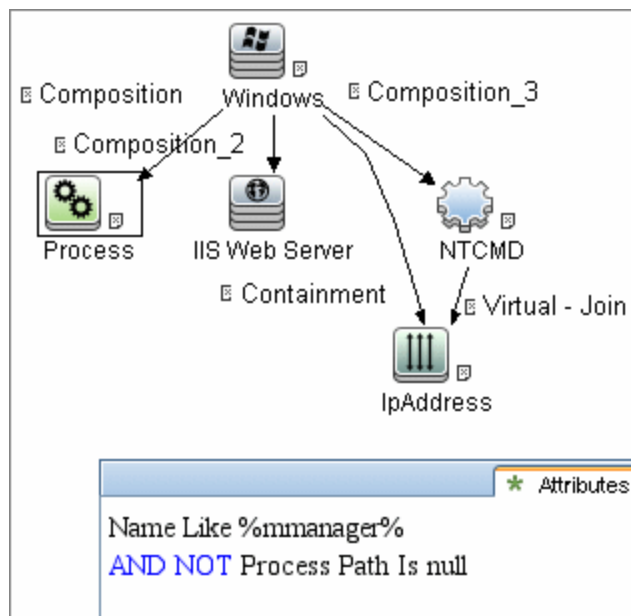 Composition
Windows
Composition_3
Composition_2
Process
IIS Web Server
NTCMD
Containment
Virtual - Join
IpAddress
* Attributes
Name Like %mmanager%
AND NOT Process Path Is null